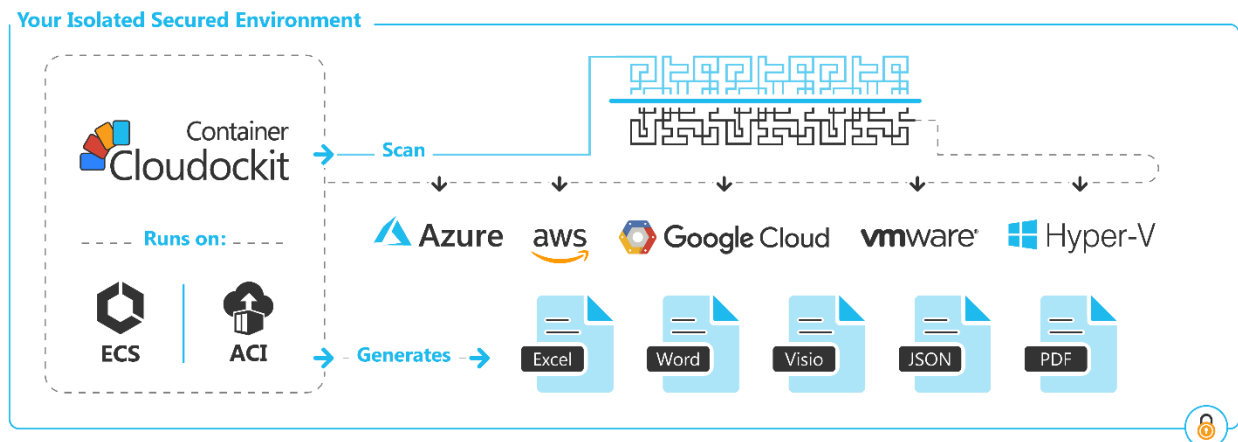 Your Isolated Secured Environment
Container
Cloudockit
Scan
Runs on:
Azure
aws
Google Cloud
vmware®
Hyper-V
ECS
ACI
Generates
Excel
Word
Visio
JSON
PDF